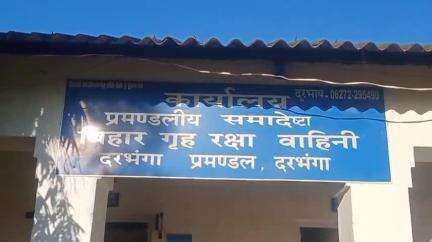 कार्यालय दूरभाष - 06272-295499
प्रमण्डलीय समादेष्टा
बिहार गृह रक्षा वाहिनी
दरभंगा प्रमण्डल, दरभंगा